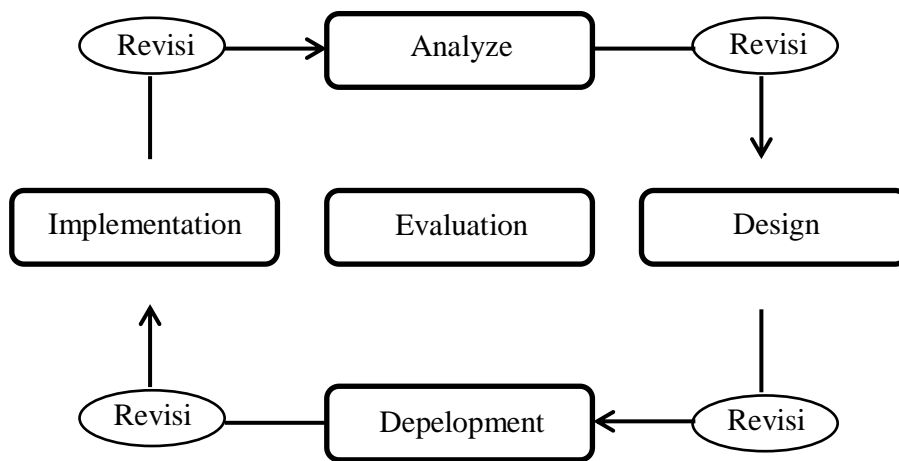 Revisi
Analyze
Revisi
Implementation
Evaluation
Design
Revisi
Depelopment
Revisi